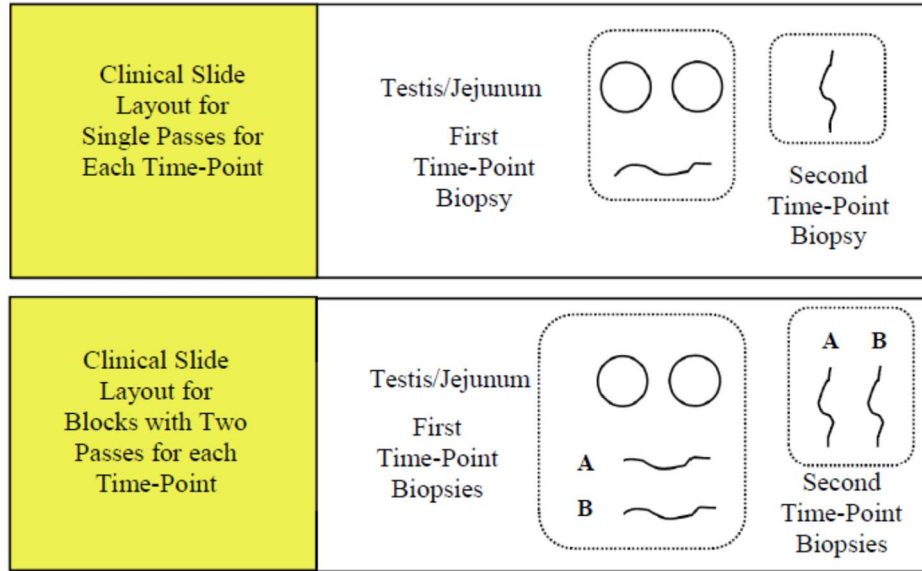 Clinical Slide
Layout for
Single Passes for
Each Time-Point
Testis/Jejunum
First
Time-Point
Biopsy
Second
Time-Point
Biopsy
Clinical Slide
Layout for
Blocks with Two
Passes for each
Time-Point
Testis/Jejunum
First
Time-Point
Biopsies
A
B
A B
Second
Time-Point
Biopsies